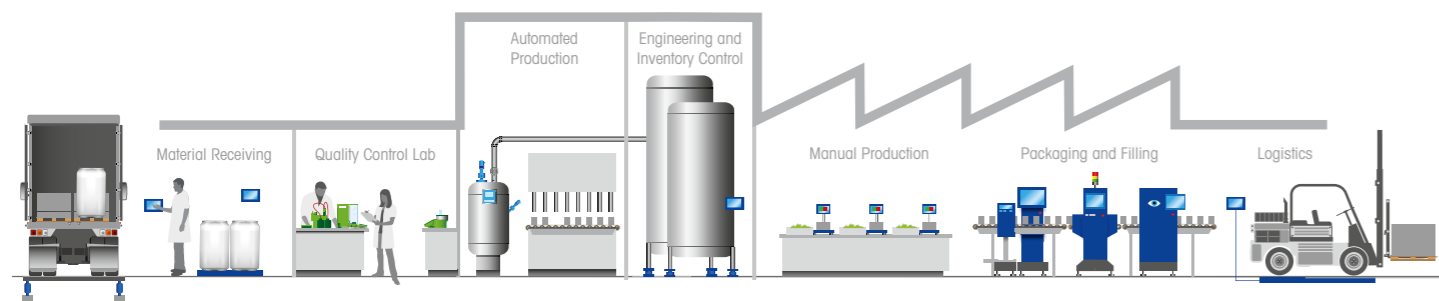 Automated
Production
Engineering and
Inventory Control
Material Receiving
Quality Control Lab
Manual Production
Packaging and Filling
Logistics